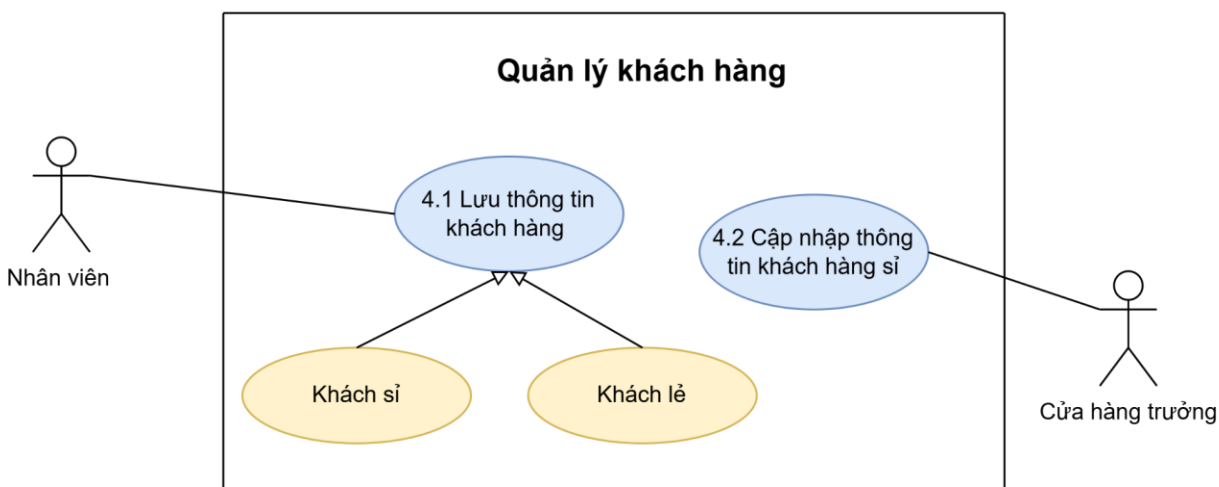 Quản lý khách hàng
4.1 Lưu thông tin
khách hàng
4.2 Cập nhập thông
tin khách hàng sỉ
Nhân viên
Khách sỉ
Khách lẻ
Cửa hàng trưởng